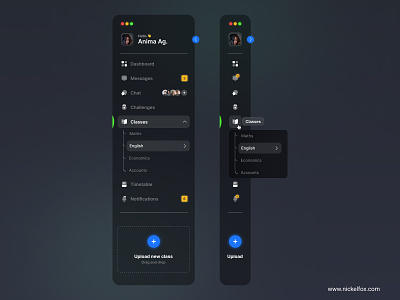 Hello 👋
Anima Ag.
Dashboard
Messages
Chat
Challenges
Classes
Maths
English
Economics
Accounts
Timetable
Notifications
Upload new class
Drag and drop
Classes
Maths
English
Economics
Accounts
Upload
www.nickelfox.com